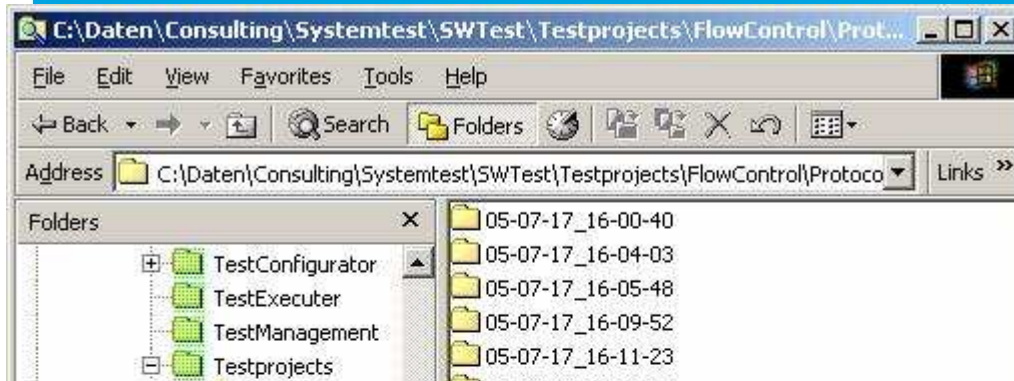 C:\Daten\Consulting\Systemtest\SWTest\Testprojects\FlowControl\Prot...
File Edit View Favorites Tools Help
Back Search Folders
Address C:\Daten\Consulting\Systemtest\SWTest\Testprojects\FlowControl\Protoco Links »
Folders
TestConfigurator
TestExecuter
TestManagement
Testprojects
05-07-17_16-00-40
05-07-17_16-04-03
05-07-17_16-05-48
05-07-17_16-09-52
05-07-17_16-11-23